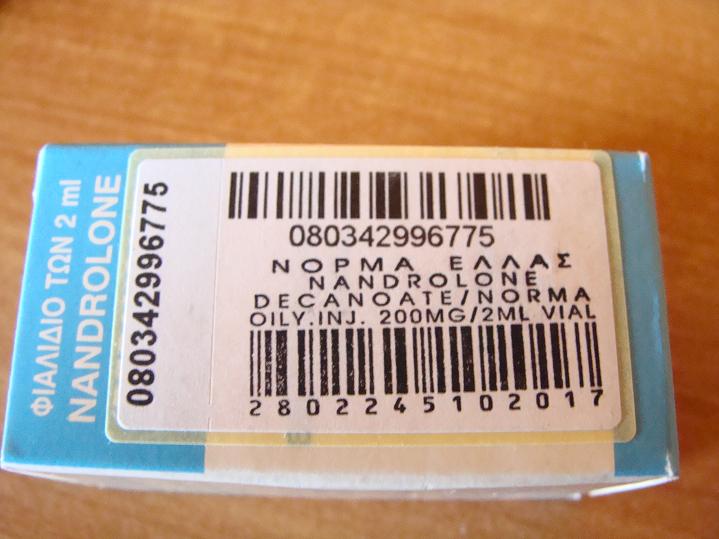 ΦΙΑΛΙΔΙΟ ΤΩΝ 2 ml
NANDROLONE
080342996775
080342996775
ΝΟΡΜΑ ΕΛΛΑΣ
NANDROLONE
DECANOATE/NORMA
OILY.INJ. 200MG/2ML VIAL
2802245102017